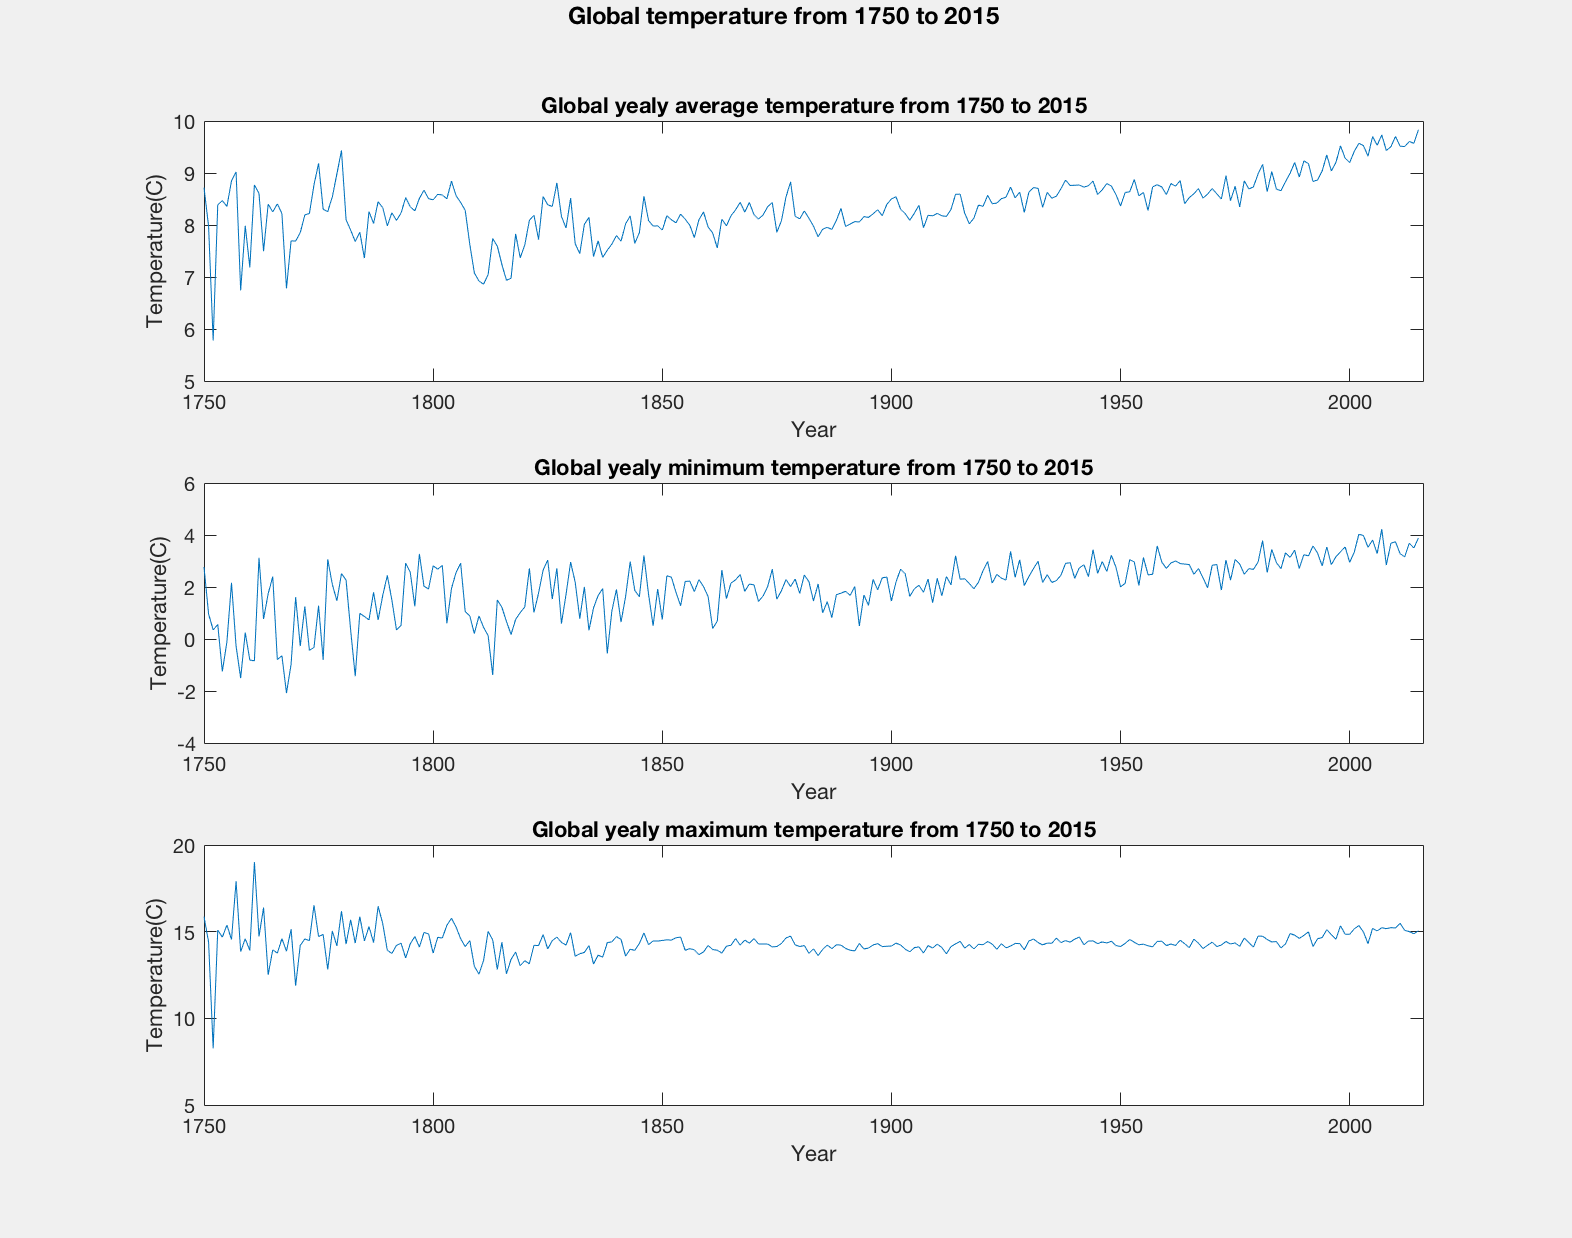 Global temperature from 1750 to 2015
Global yealy average temperature from 1750 to 2015
10
9
8
7
6
5
Temperature(C)
1750 1800 1850 1900 1950 2000
Year
Global yealy minimum temperature from 1750 to 2015
6
4
2
0
-2
-4
Temperature(C)
1750 1800 1850 1900 1950 2000
Year
Global yealy maximum temperature from 1750 to 2015
20
15
10
5
Temperature(C)
1750 1800 1850 1900 1950 2000
Year